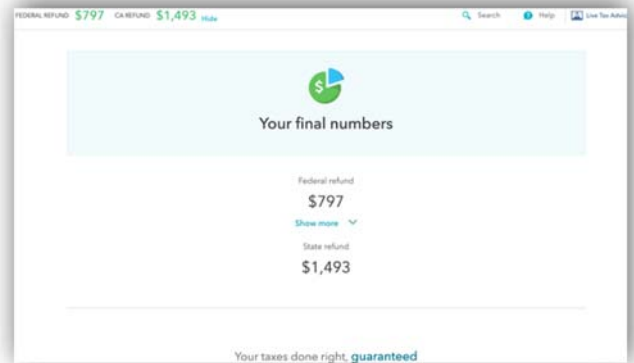 FEDERAL REFUND $797 CA REFUND $1,493 Hide Search Help Live Tax Advice
$
Your final numbers
Federal refund
$797
Show more
State refund
$1,493
Your taxes done right, guaranteed